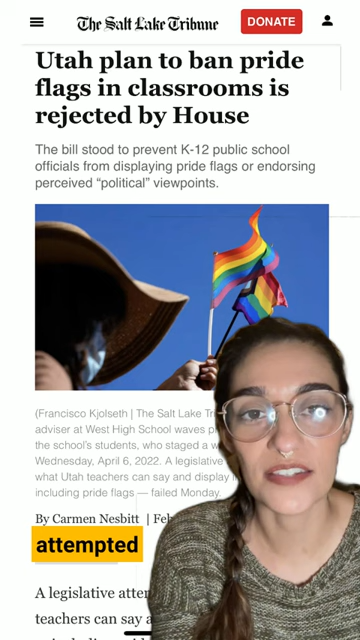 The Salt Lake Tribune
DONATE
Utah plan to ban pride
flags in classrooms is
rejected by House
The bill stood to prevent K-12 public school
officials from displaying pride flags or endorsing
perceived “political” viewpoints.
(Francisco Kjolseth | The Salt Lake
adviser at West High School waves
the school's students, who staged a
Wednesday, April 6, 2022. A legislative
what Utah teachers can say and display
including pride flags — failed Monday.
By Carmen Nesbitt |
attempted
A legislative
teachers can say